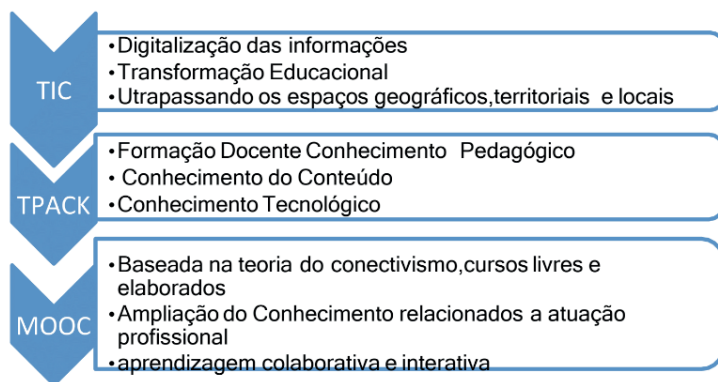 TIC
•Digitalização das informações
•Transformação Educacional
•Utrapassando os espaços geográficos,territoriais e locais
TPACK
•Formação Docente Conhecimento Pedagógico
• Conhecimento do Conteúdo
•Conhecimento Tecnológico
MOOC
•Baseada na teoria do conectivismo,cursos livres e
elaborados
•Ampliação do Conhecimento relacionados a atuação
profissional
•aprendizagem colaborativa e interativa